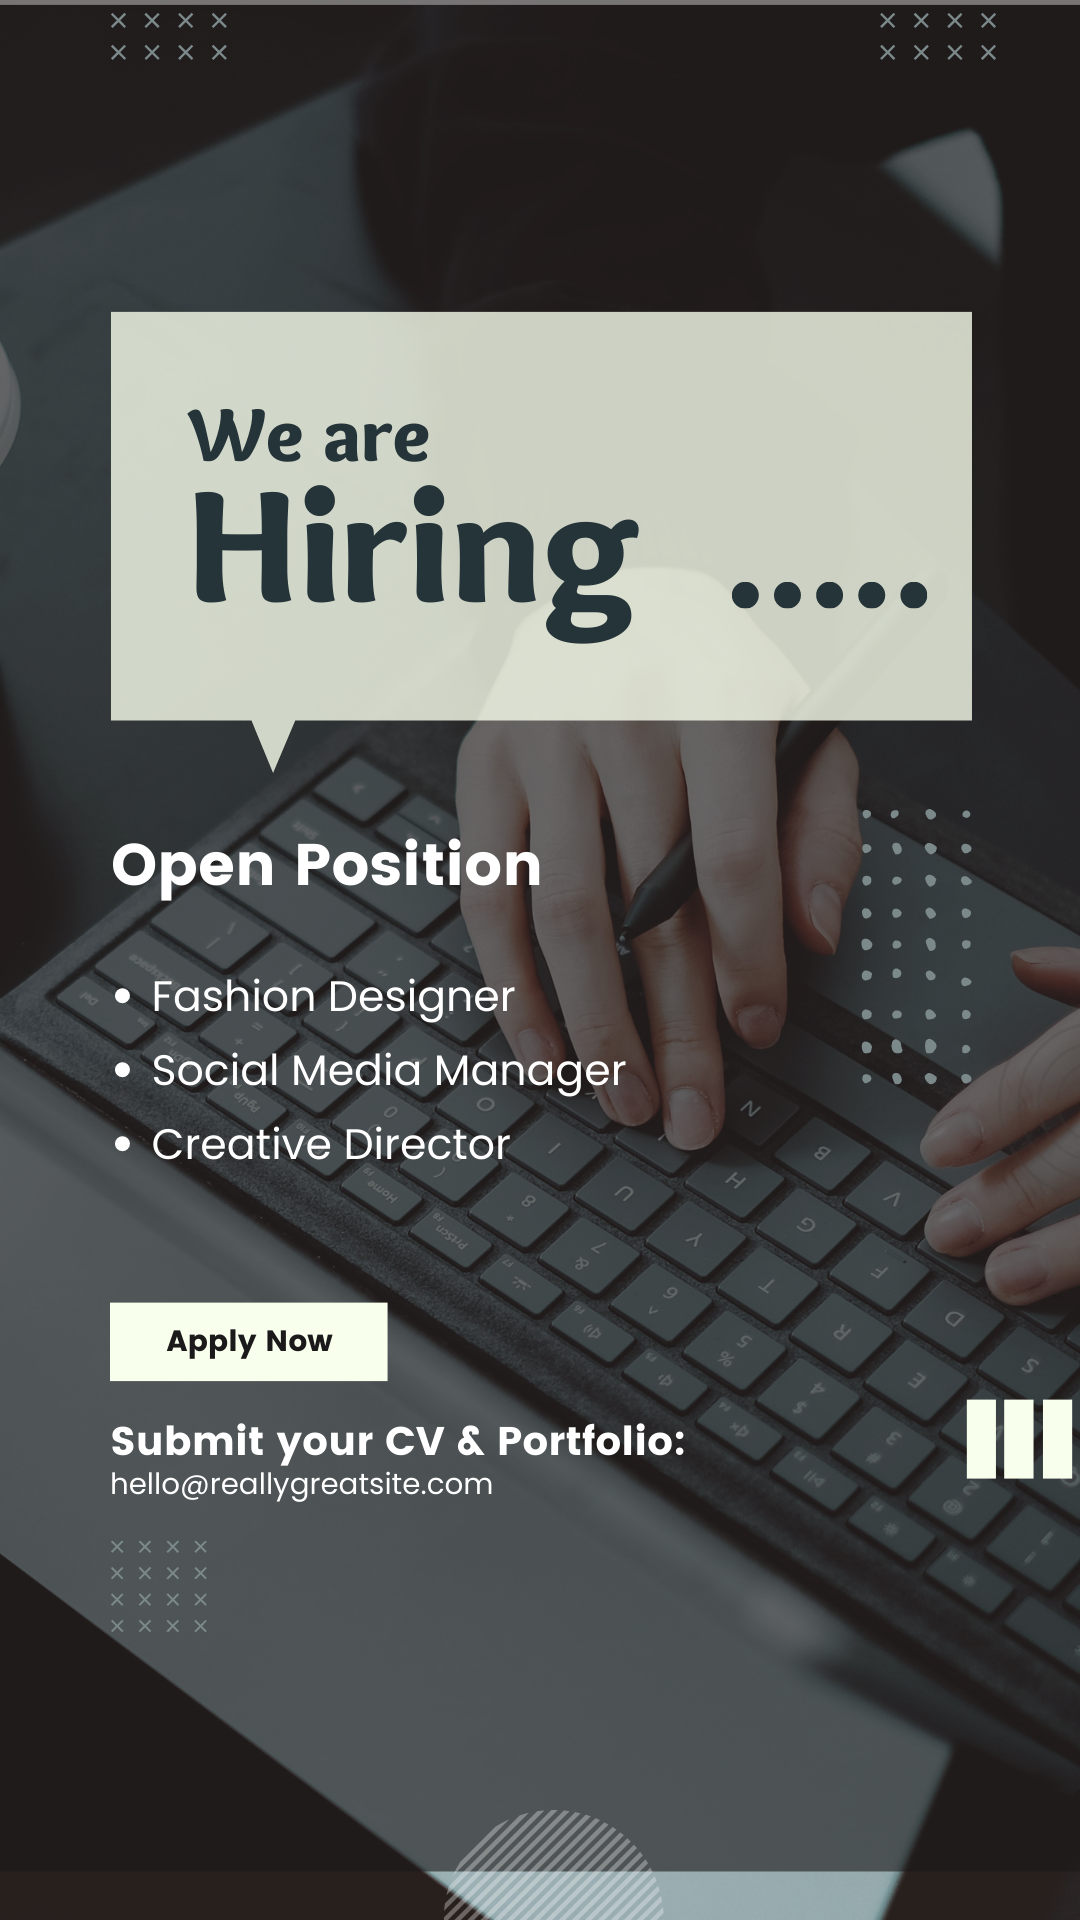 We are
Hiring .....
Open Position
• Fashion Designer
• Social Media Manager
• Creative Director
Apply Now
Submit your CV & Portfolio:
hello@reallygreatsite.com